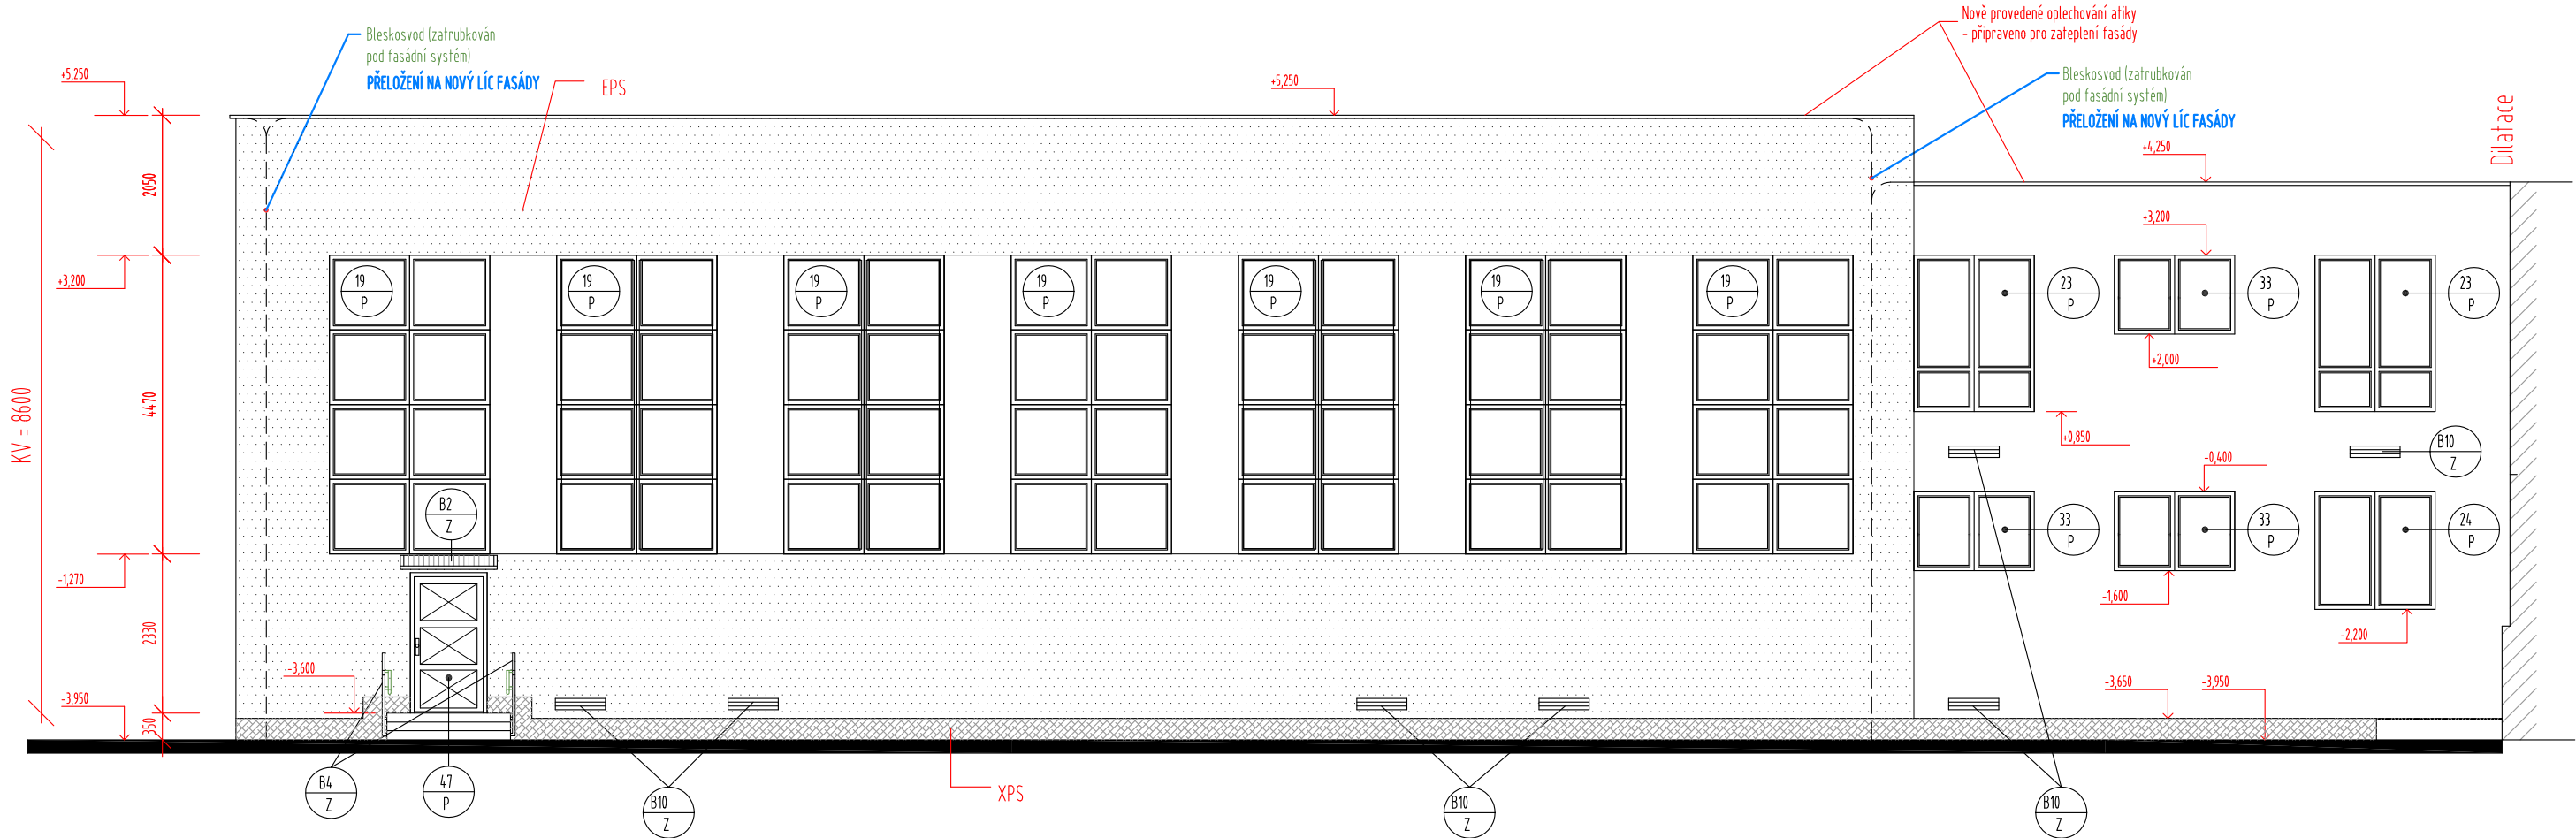 Nově provedené oplechování atiky
- připraveno pro zateplení fasády
Bleskosvod (zatrubkován
pod fasádní systém)
PŘELOŽENÍ NA NOVÝ LÍC FASÁDY
EPS
+5,250
+5,250
Bleskosvod (zatrubkován
pod fasádní systém)
PŘELOŽENÍ NA NOVÝ LÍC FASÁDY
Dilatace
+4,250
2050
+3,200
+3,200
19
P
19
P
19
P
19
P
19
P
19
P
19
P
23
P
33
P
23
P
+2,000
KV = 8600
4470
+0,850
B10
Z
-0,400
B2
Z
33
P
33
P
24
P
-1,270
-1,600
2330
-2,200
-3,600
-3,650
-3,950
-3,950
350
B4
Z
47
P
XPS
B10
Z
B10
Z
B10
Z